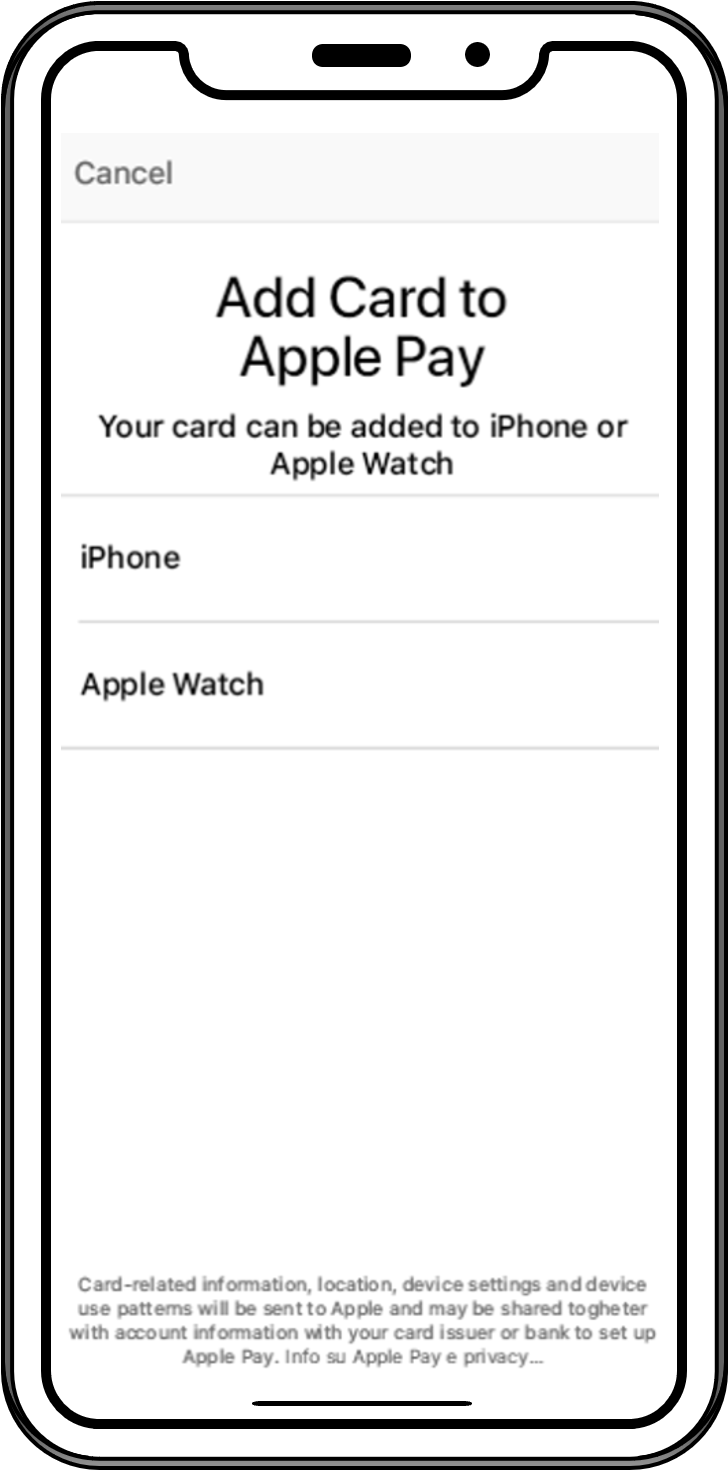 Cancel
Add Card to
Apple Pay
Your card can be added to iPhone or
Apple Watch
iPhone
Apple Watch
Card-related information, location, device settings and device
use patterns will be sent to Apple and may be shared togheter
with account information with your card issuer or bank to set up
Apple Pay. Info su Apple Pay e privacy...